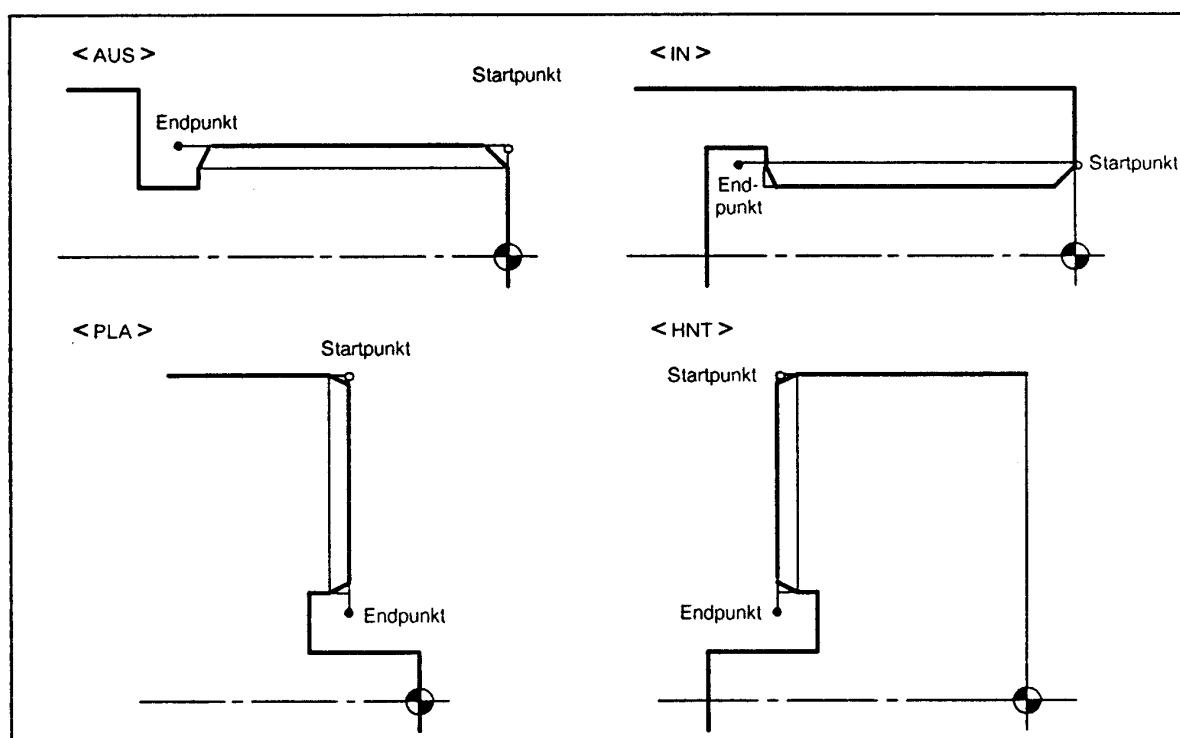 < AUS >
Startpunkt
Endpunkt
< IN >
Startpunkt
End-
punkt
< PLA >
Startpunkt
Endpunkt
< HNT >
Startpunkt
Endpunkt